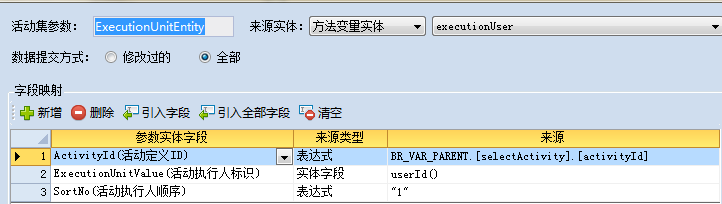 活动集参数: ExecutionUnitEntity 来源实体: 方法变量实体 executionUser
数据提交方式: 修改过的 全部
字段映射
新增 删除 引入字段 引入全部字段 清空
参数实体字段 来源类型 来源
1 ActivityId(活动定义ID) 表达式 BR_VAR_PARENT.[selectActivity].[activityId]
2 ExecutionUnitValue(活动执行人标识) 实体字段 userId()
3 SortNo(活动执行人顺序) 表达式 "1"